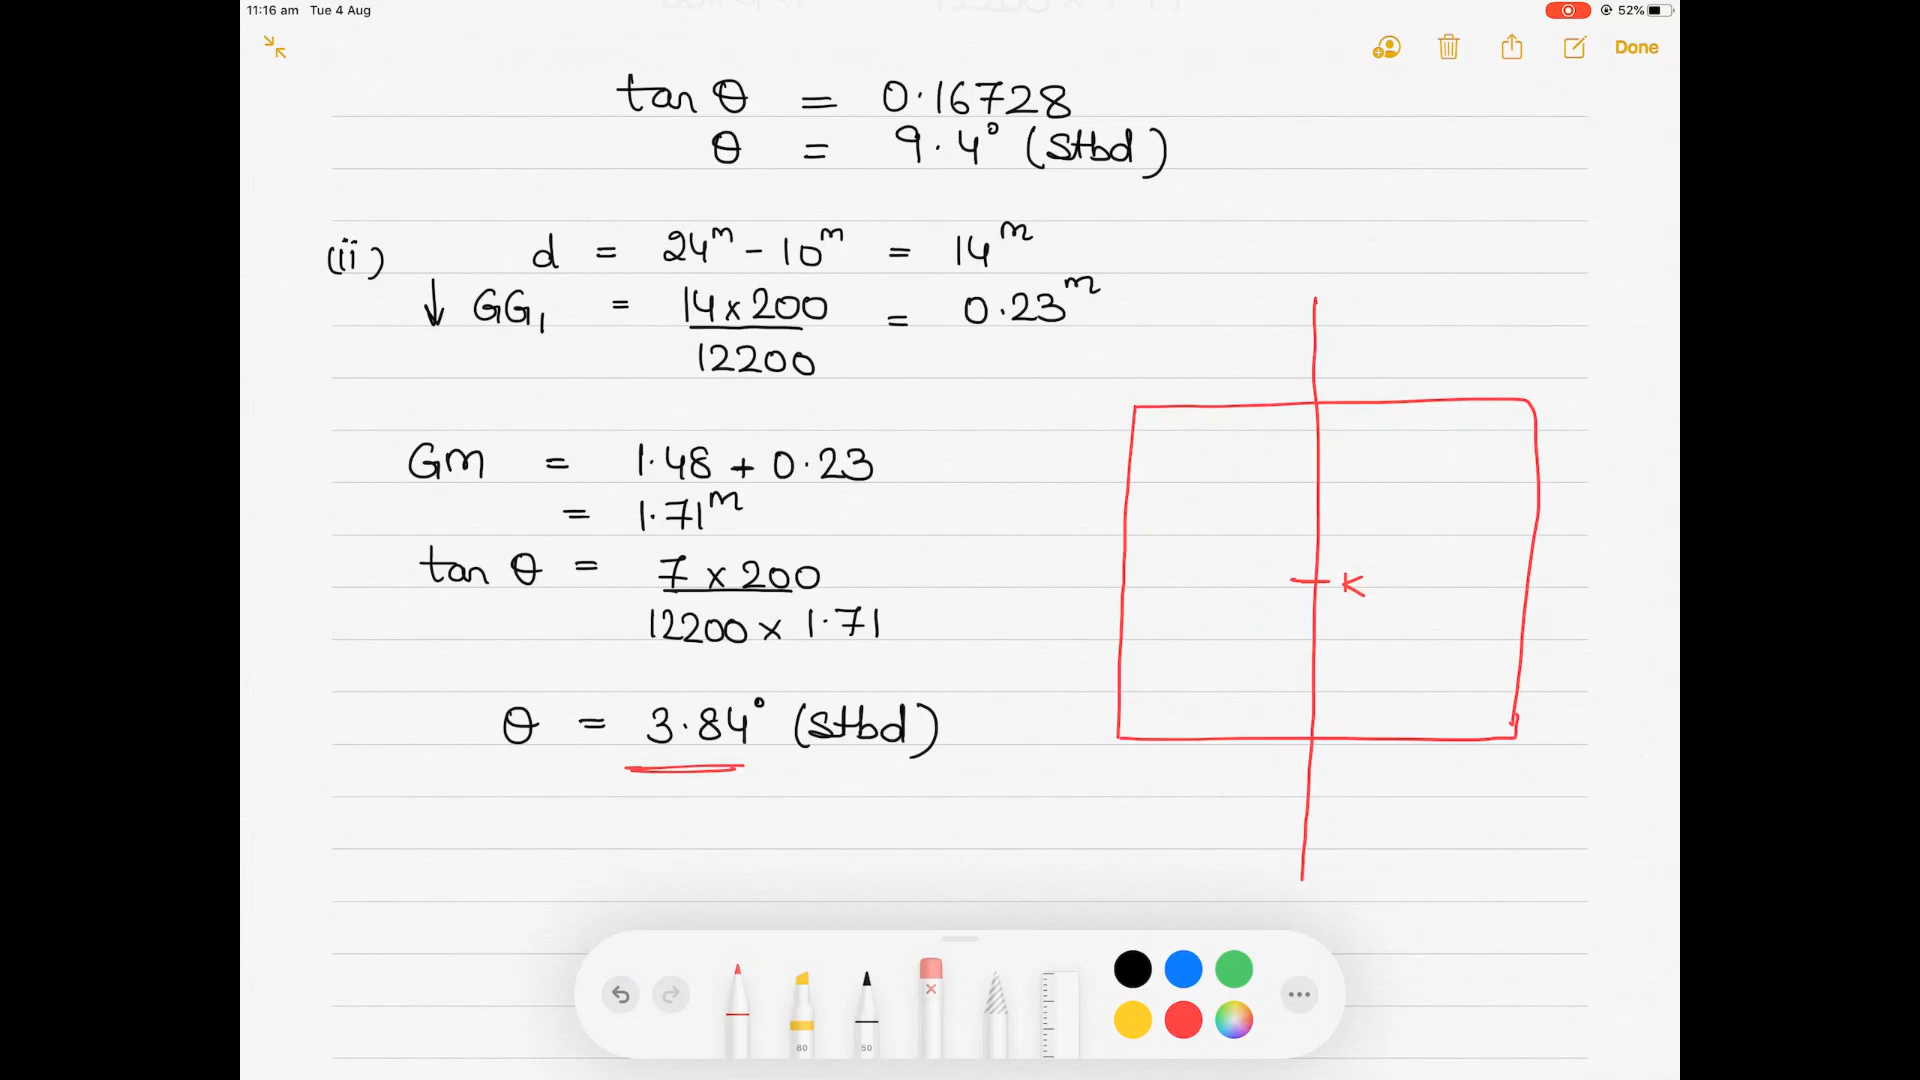 11:16 am Tue 4 Aug
52%
Done
tan θ = 0.16728
θ = 9.4° (Stbd)
(ii) d = 24ᵐ - 10ᵐ = 14ᵐ
↓ GG₁ = 14 x 200 = 0.23ᵐ
12200
GM = 1.48 + 0.23
= 1.71ᵐ
tan θ = 7 x 200
12200 x 1.71
K
θ = 3.84° (Stbd)
80
50